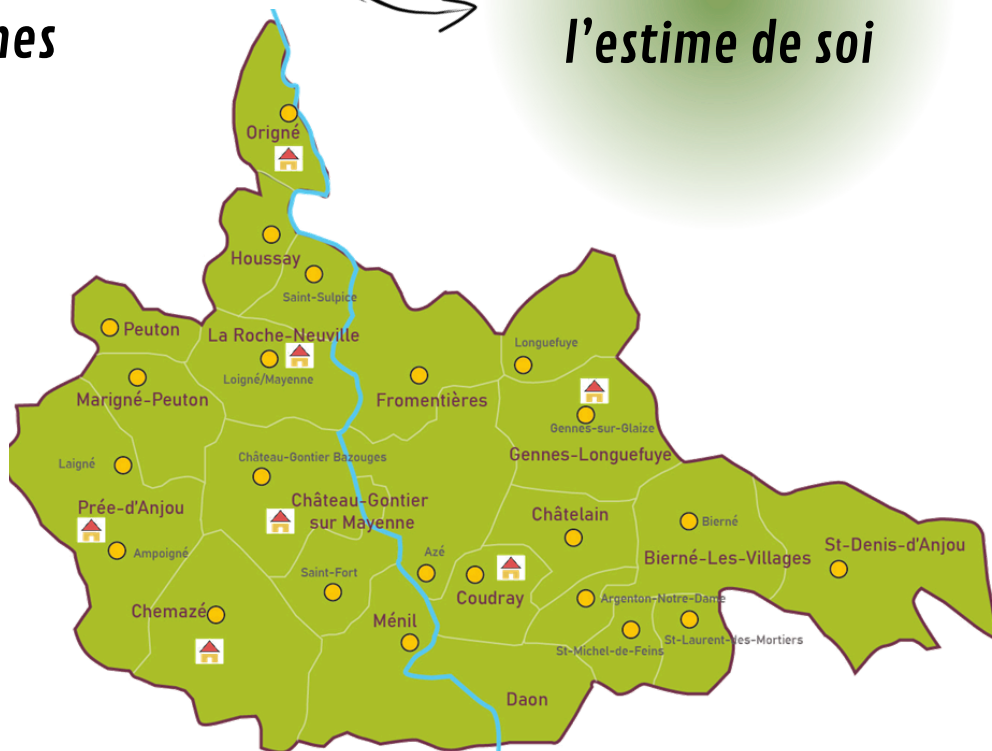 nes
l'estime de soi
Origné
Houssay
Saint-Sulpice
Peuton
La Roche-Neuville
Longuefuye
Loigné/Mayenne
Marigné-Peuton
Fromentières
Gennes-sur-Glaize
Gennes-Longuefuye
Château-Gontier Bazouges
Laigné
Château-Gontier
sur Mayenne
Prée-d'Anjou
Châtelain
Bierné
Ampoigné
Azé
Bierné-Les-Villages
St-Denis-d'Anjou
Saint-Fort
Coudray
Argenton-Notre-Dame
Chemazé
Ménil
St-Laurent-des-Mortiers
St-Michel-de-Feins
Daon